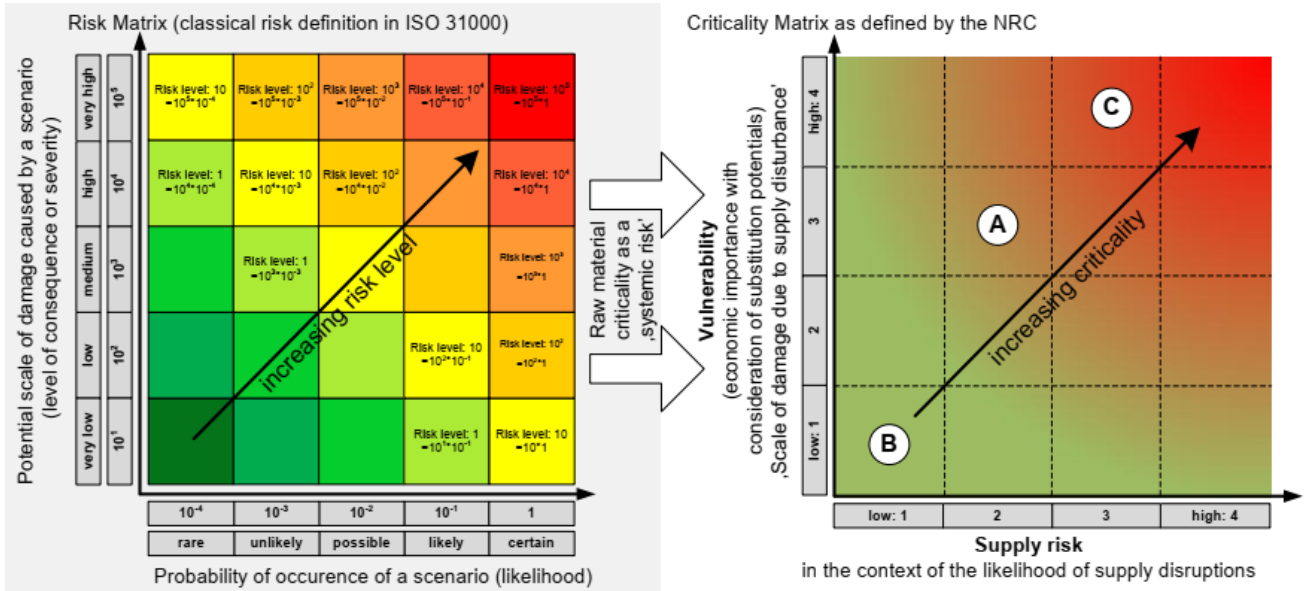 Risk Matrix (classical risk definition in ISO 31000)
Potential scale of damage caused by a scenario
(level of consequence or severity)
very high
10⁵
Risk level: 10
=10⁵*10⁻⁴
Risk level: 10²
=10⁵*10⁻³
Risk level: 10³
=10⁵*10⁻²
Risk level: 10⁴
=10⁵*10⁻¹
Risk level: 10⁵
=10⁵*1
high
10⁴
Risk level: 1
=10⁴*10⁻⁴
Risk level: 10
=10⁴*10⁻³
Risk level: 10²
=10⁴*10⁻²
Risk level: 10⁴
=10⁴*1
medium
10³
Risk level: 1
=10³*10⁻³
Risk level: 10³
=10³*1
low
10²
Risk level: 10
=10²*10⁻¹
Risk level: 10²
=10²*1
very low
10¹
Risk level: 1
=10¹*10⁻¹
Risk level: 10
=10*1
increasing risk level
10⁻⁴
10⁻³
10⁻²
10⁻¹
1
rare
unlikely
possible
likely
certain
Probability of occurence of a scenario (likelihood)
Raw material
criticality as a
‚systemic risk'
Criticality Matrix as defined by the NRC
Vulnerability
(economic importance with
consideration of substitution potentials)
‚Scale of damage due to supply disturbance'
high: 4
3
2
low: 1
C
A
B
increasing criticality
low: 1
2
3
high: 4
Supply risk
in the context of the likelihood of supply disruptions